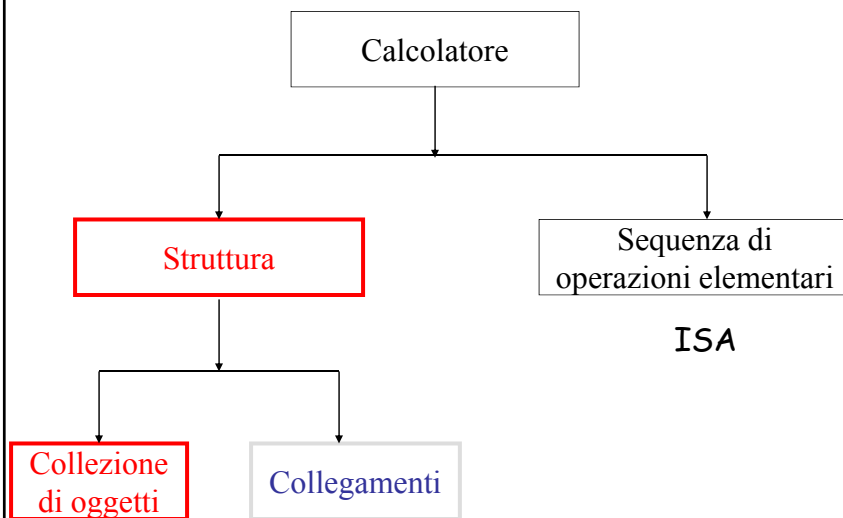 Calcolatore
Struttura
Sequenza di
operazioni elementari
ISA
Collezione
di oggetti
Collegamenti